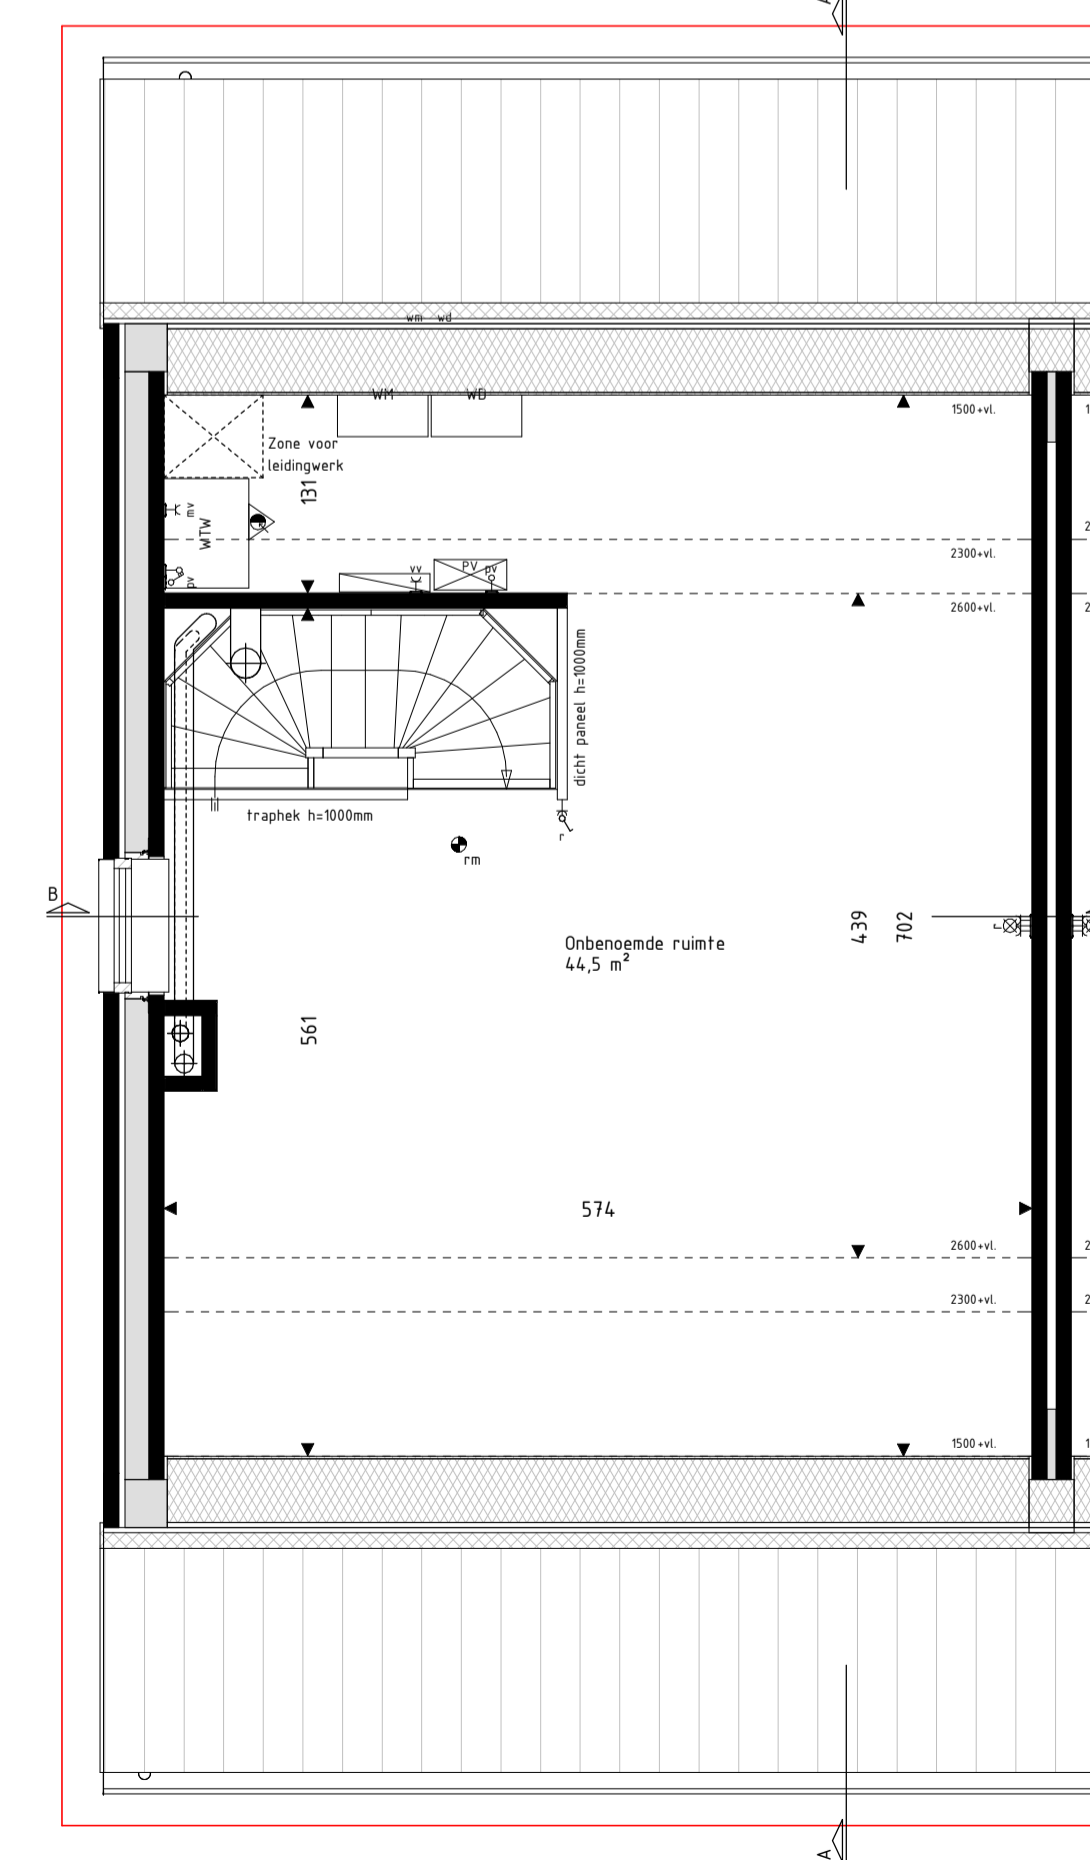 wm wd
WM
WD
1500+vl.
Zone voor
leidingwerk
131
mv
WTW
2300+vl.
pv
vv
PV
pv
2600+vl.
dicht paneel h=1000mm
traphek h=1000mm
r
rm
B
439
702
r
Onbenoemde ruimte
44,5 m²
561
574
2600+vl.
2300+vl.
1500+vl.
A